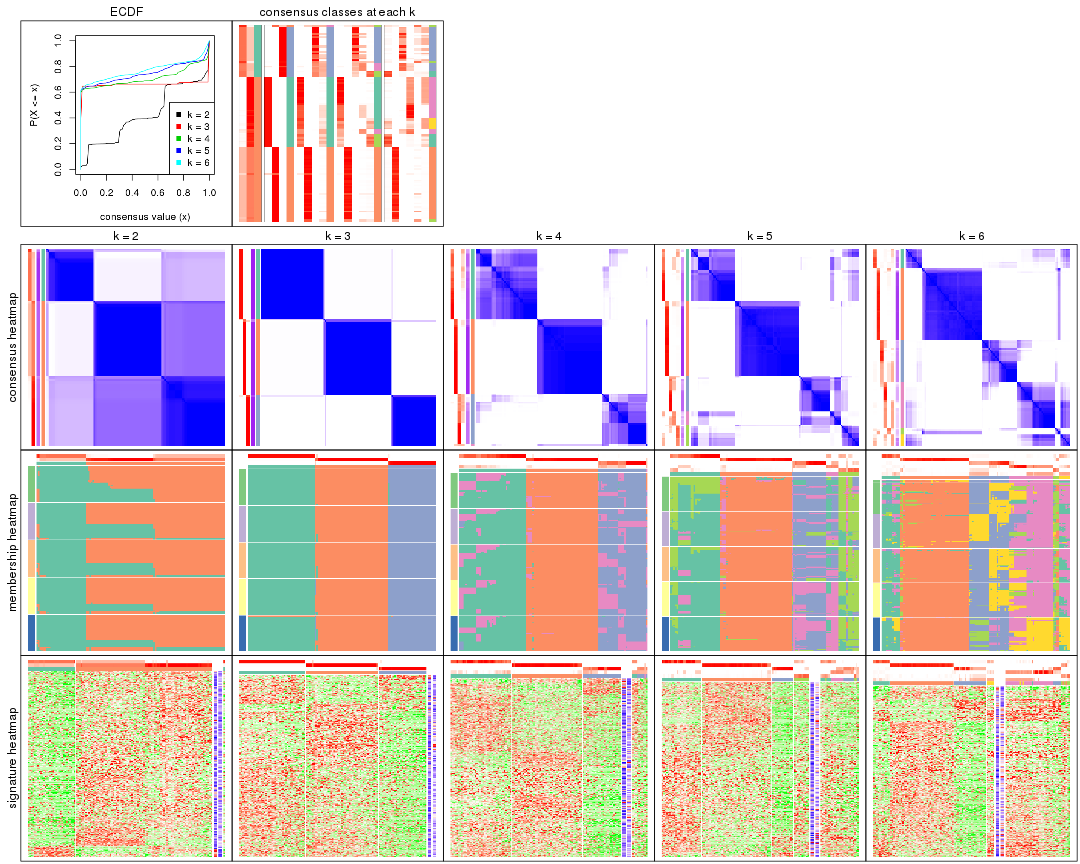 ECDF
consensus classes at each k
P(X <= x)
0.0
0.2
0.4
0.6
0.8
1.0
k = 2
k = 3
k = 4
k = 5
k = 6
0.0 0.2 0.4 0.6 0.8 1.0
consensus value (x)
k = 2
k = 3
k = 4
k = 5
k = 6
consensus heatmap
membership heatmap
signature heatmap